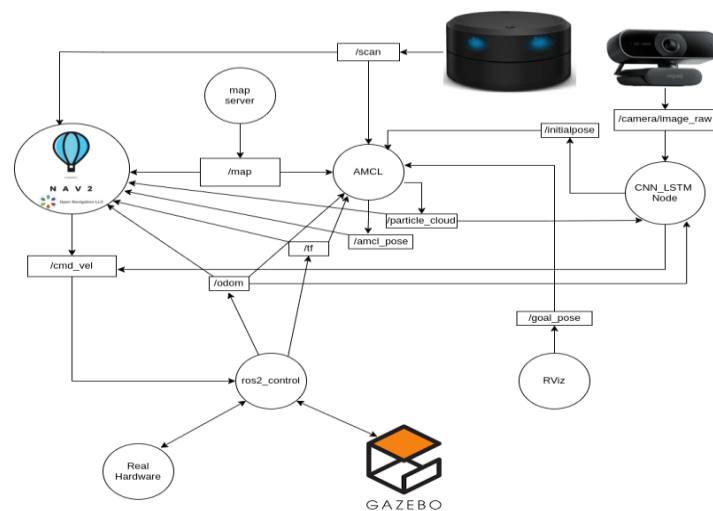 /scan
map
server
/camera/image_raw
/initialpose
NAV2
Open Navigation LLC
/map
AMCL
CNN_LSTM
Node
/particle_cloud
/amcl_pose
/tf
/cmd_vel
/odom
/goal_pose
ros2_control
RViz
Real
Hardware
GAZEBO